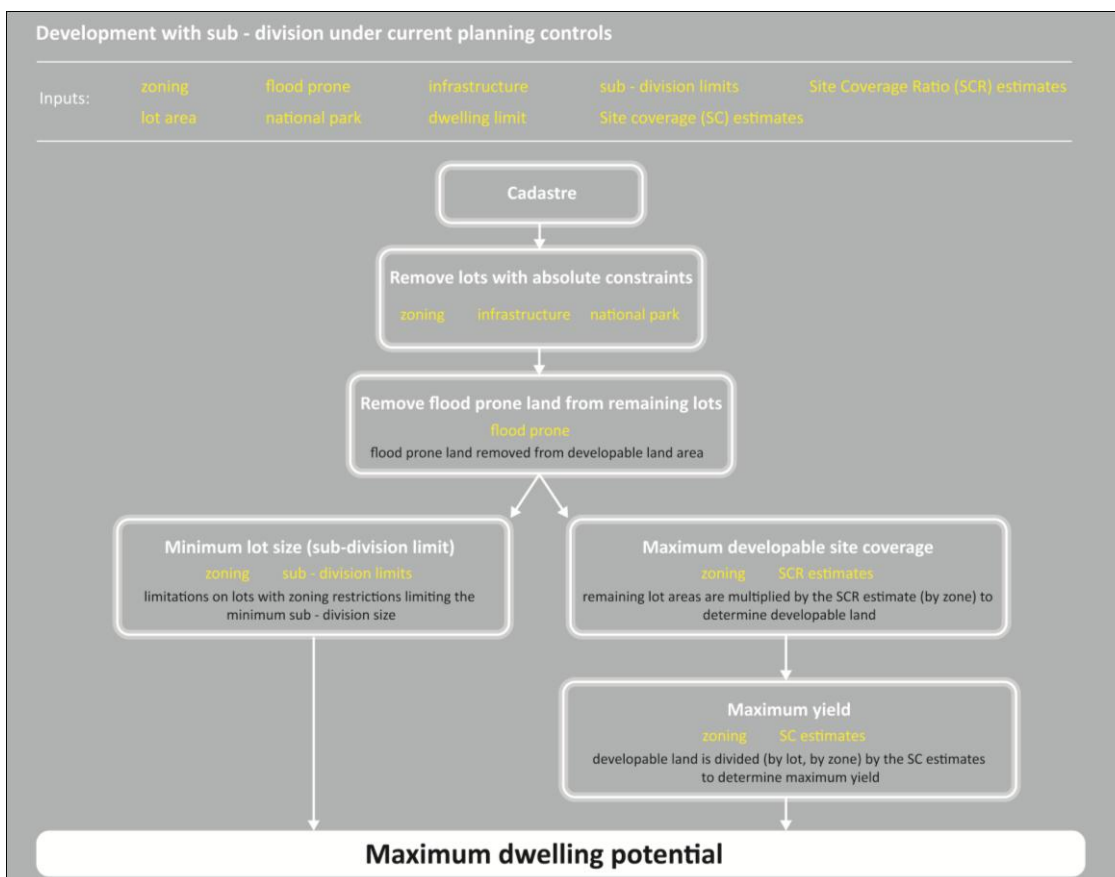 Development with sub - division under current planning controls
Inputs: zoning flood prone infrastructure sub - division limits Site Coverage Ratio (SCR) estimates
lot area national park dwelling limit Site coverage (SC) estimates
Cadastre
Remove lots with absolute constraints
zoning infrastructure national park
Remove flood prone land from remaining lots
flood prone
flood prone land removed from developable land area
Minimum lot size (sub-division limit)
zoning sub - division limits
limitations on lots with zoning restrictions limiting the
minimum sub - division size
Maximum developable site coverage
zoning SCR estimates
remaining lot areas are multiplied by the SCR estimate (by zone) to
determine developable land
Maximum yield
zoning SC estimates
developable land is divided (by lot, by zone) by the SC estimates
to determine maximum yield
Maximum dwelling potential